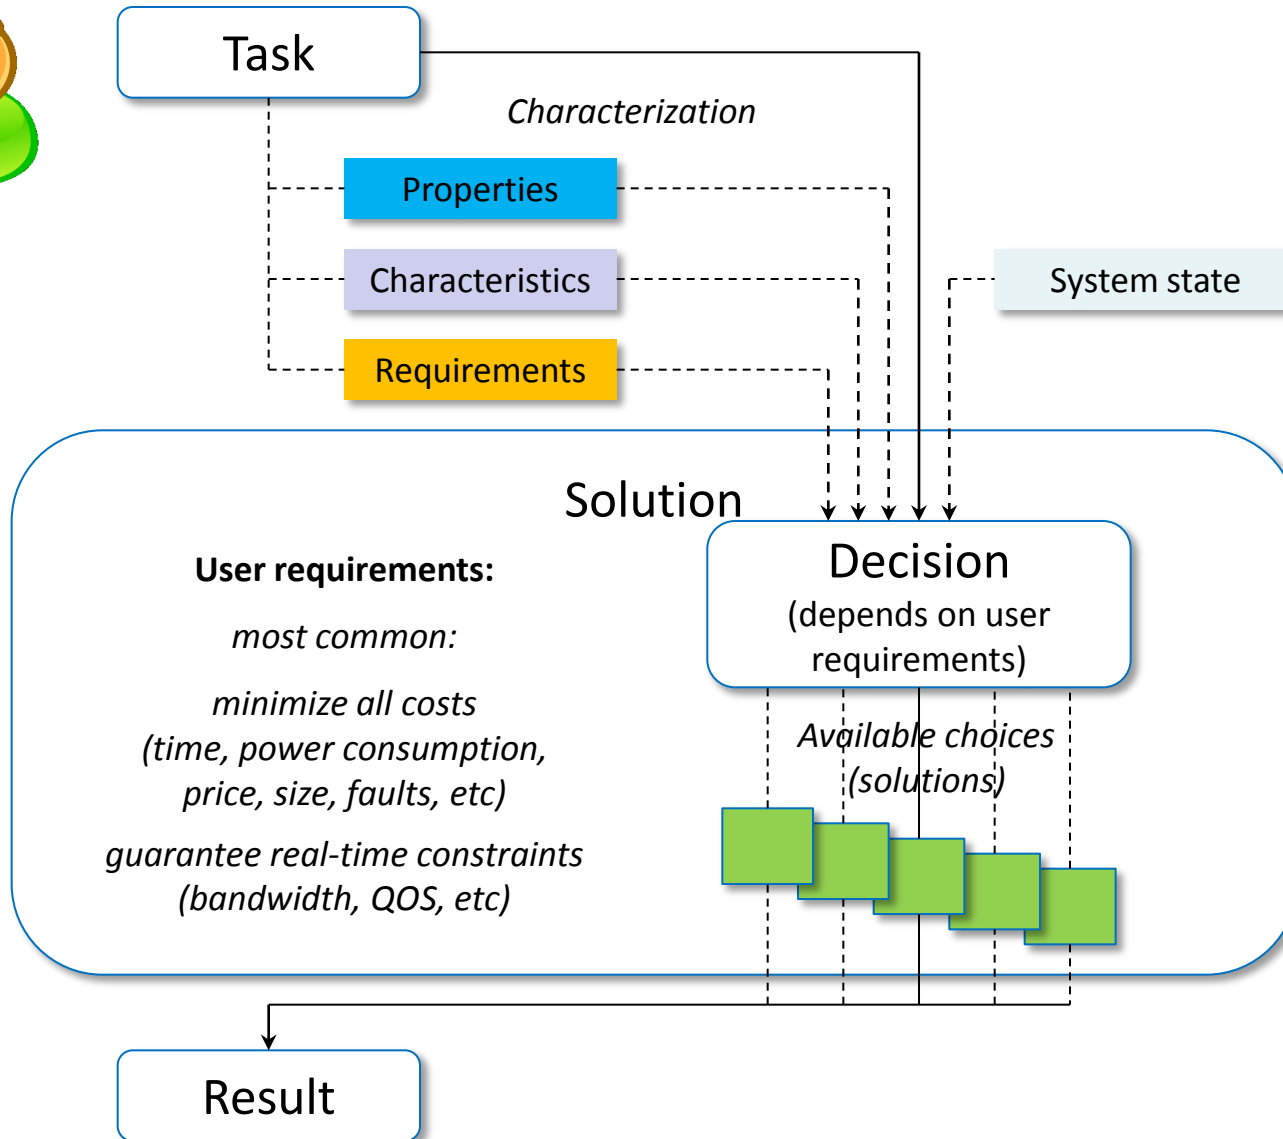 Task
Characterization
Properties
Characteristics
System state
Requirements
Solution
User requirements:
most common:
minimize all costs
(time, power consumption,
price, size, faults, etc)
guarantee real-time constraints
(bandwidth, QOS, etc)
Decision
(depends on user
requirements)
Available choices
(solutions)
Result